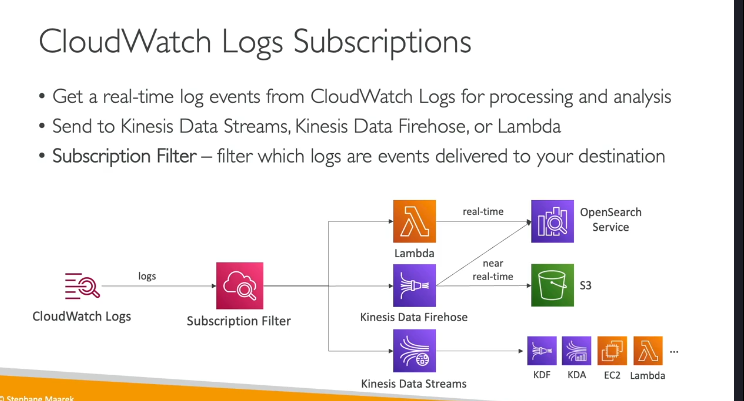 CloudWatch Logs Subscriptions
• Get a real-time log events from CloudWatch Logs for processing and analysis
• Send to Kinesis Data Streams, Kinesis Data Firehose, or Lambda
• Subscription Filter – filter which logs are events delivered to your destination
real-time
OpenSearch
Service
Lambda
logs
near
real-time
S3
CloudWatch Logs
Subscription Filter
Kinesis Data Firehose
...
KDF
KDA
EC2
Lambda
Kinesis Data Streams
© Stephane Maarek